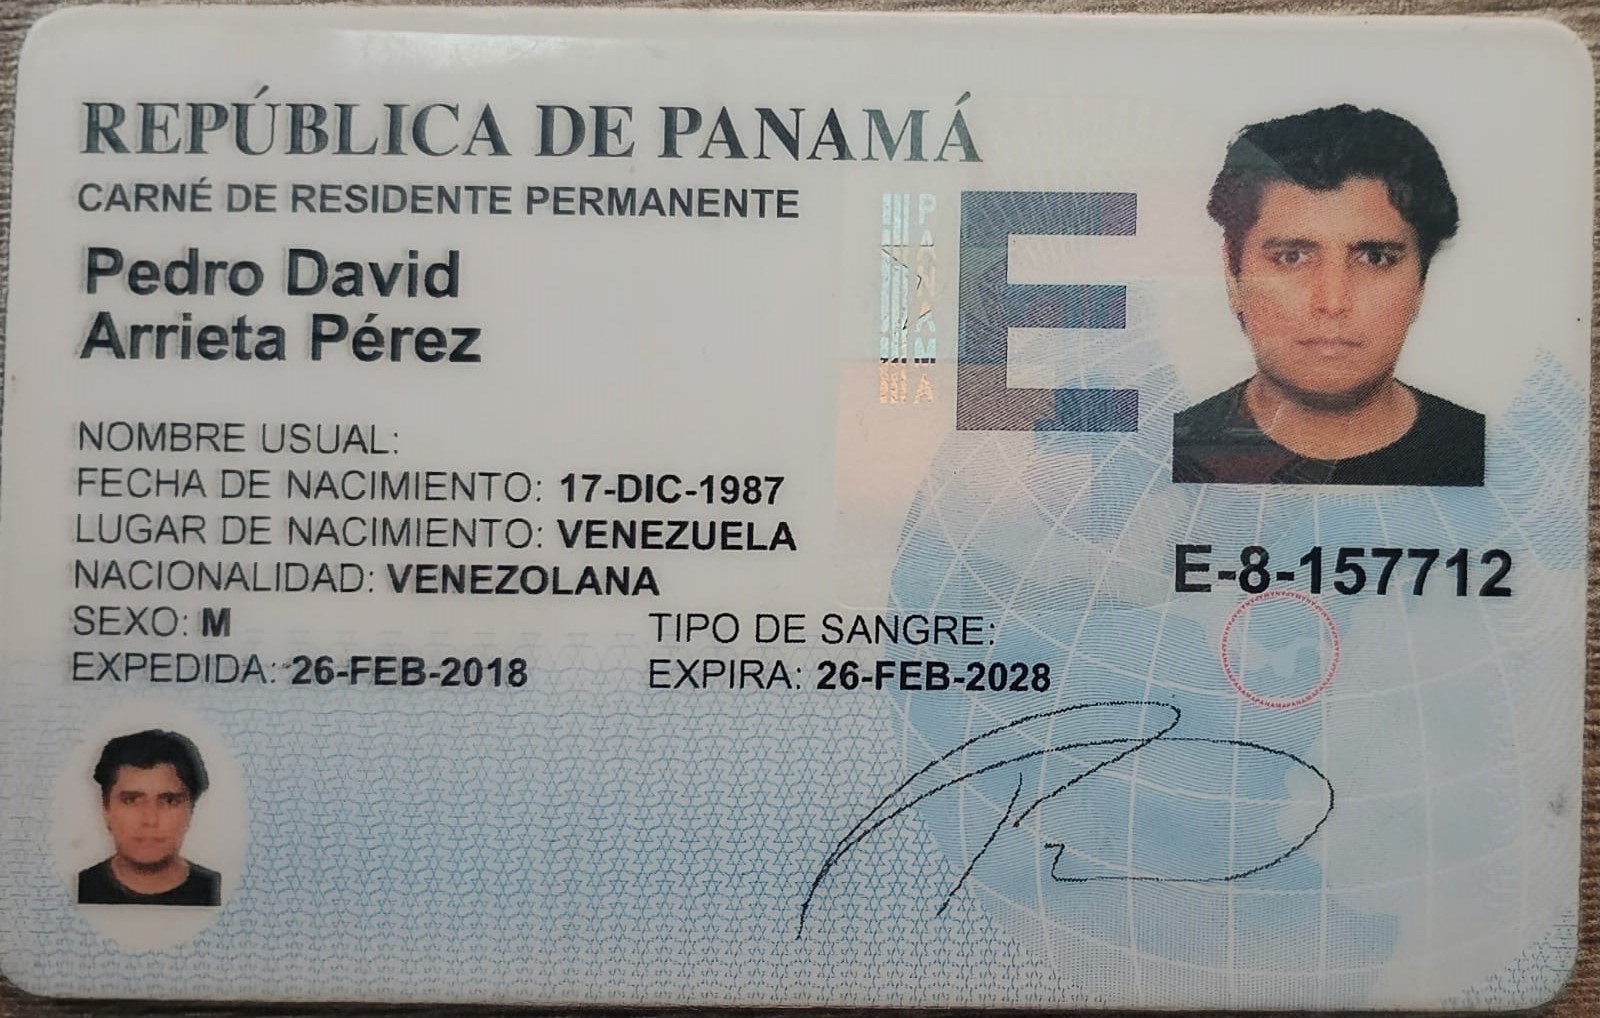 REPÚBLICA DE PANAMÁ
CARNÉ DE RESIDENTE PERMANENTE
Pedro David
Arrieta Pérez
PANAMÁ
E
NOMBRE USUAL:
FECHA DE NACIMIENTO: 17-DIC-1987
LUGAR DE NACIMIENTO: VENEZUELA
NACIONALIDAD: VENEZOLANA
SEXO: M
TIPO DE SANGRE:
EXPEDIDA: 26-FEB-2018
EXPIRA: 26-FEB-2028
E-8-157712